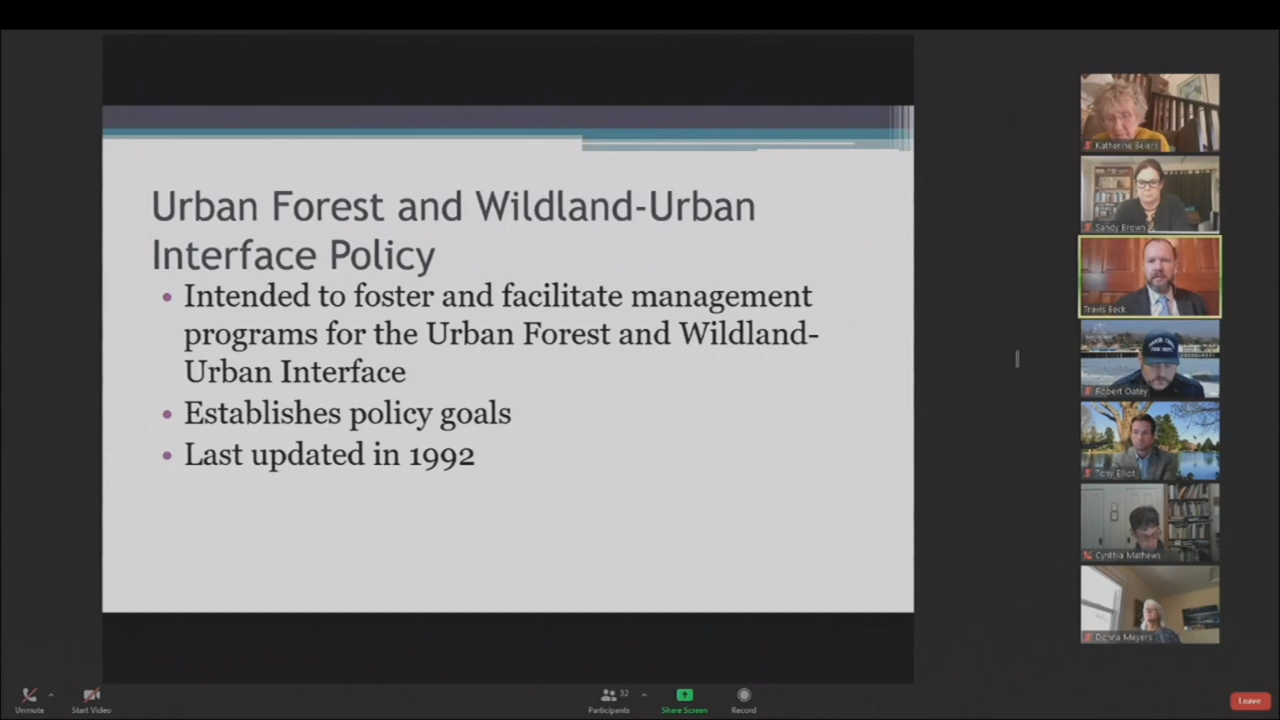 Urban Forest and Wildland-Urban
Interface Policy
• Intended to foster and facilitate management
programs for the Urban Forest and Wildland-
Urban Interface
• Establishes policy goals
• Last updated in 1992
Katherine Beiers
Sandy Brown
Travis Beck
Robert Oatey
Tony Elliot
Cynthia Mathews
Donna Meyers
Unmute
Start Video
Participants
32
Share Screen
Record
Leave